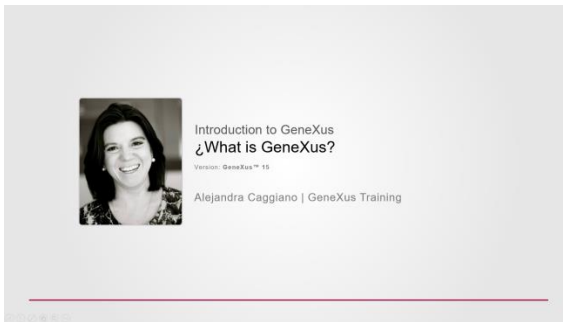 Introduction to GeneXus
¿What is GeneXus?
Version: GeneXus™ 15
Alejandra Caggiano | GeneXus Training